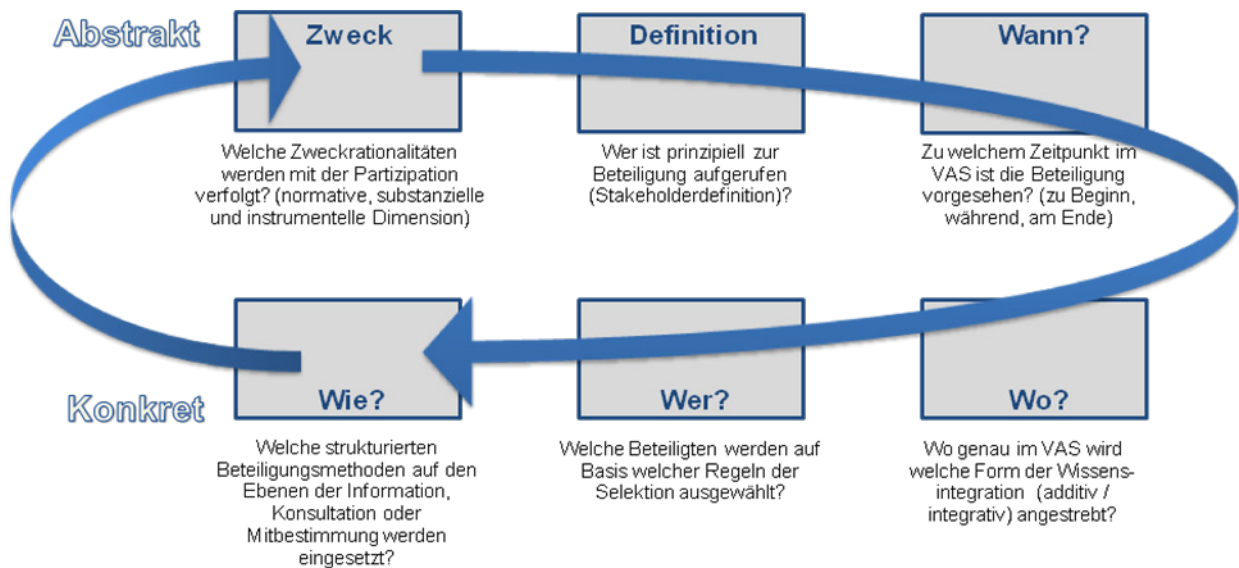 Abstrakt
Zweck
Definition
Wann?
Welche Zweckrationalitäten
werden mit der Partizipation
verfolgt? (normative, substanzielle
und instrumentelle Dimension)
Wer ist prinzipiell zur
Beteiligung aufgerufen
(Stakeholderdefinition)?
Zu welchem Zeitpunkt im
VAS ist die Beteiligung
vorgesehen? (zu Beginn,
während, am Ende)
Konkret
Wie?
Wer?
Wo?
Welche strukturierten
Beteiligungsmethoden auf den
Ebenen der Information,
Konsultation oder
Mitbestimmung werden
eingesetzt?
Welche Beteiligten werden auf
Basis welcher Regeln der
Selektion ausgewählt?
Wo genau im VAS wird
welche Form der Wissens-
integration (additiv /
integrativ) angestrebt?